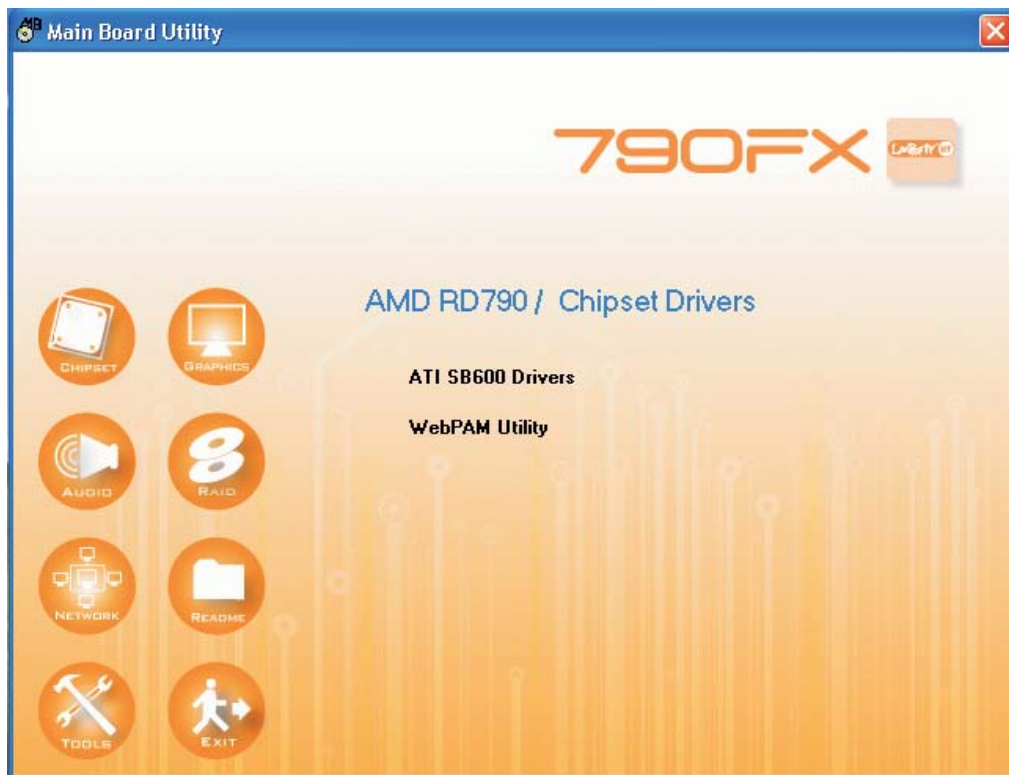 Main Board Utility
790FX
AMD RD790 / Chipset Drivers
ATI SB600 Drivers
WebPAM Utility
CHIPSET
GRAPHICS
AUDIO
RAID
NETWORK
README
TOOLS
EXIT